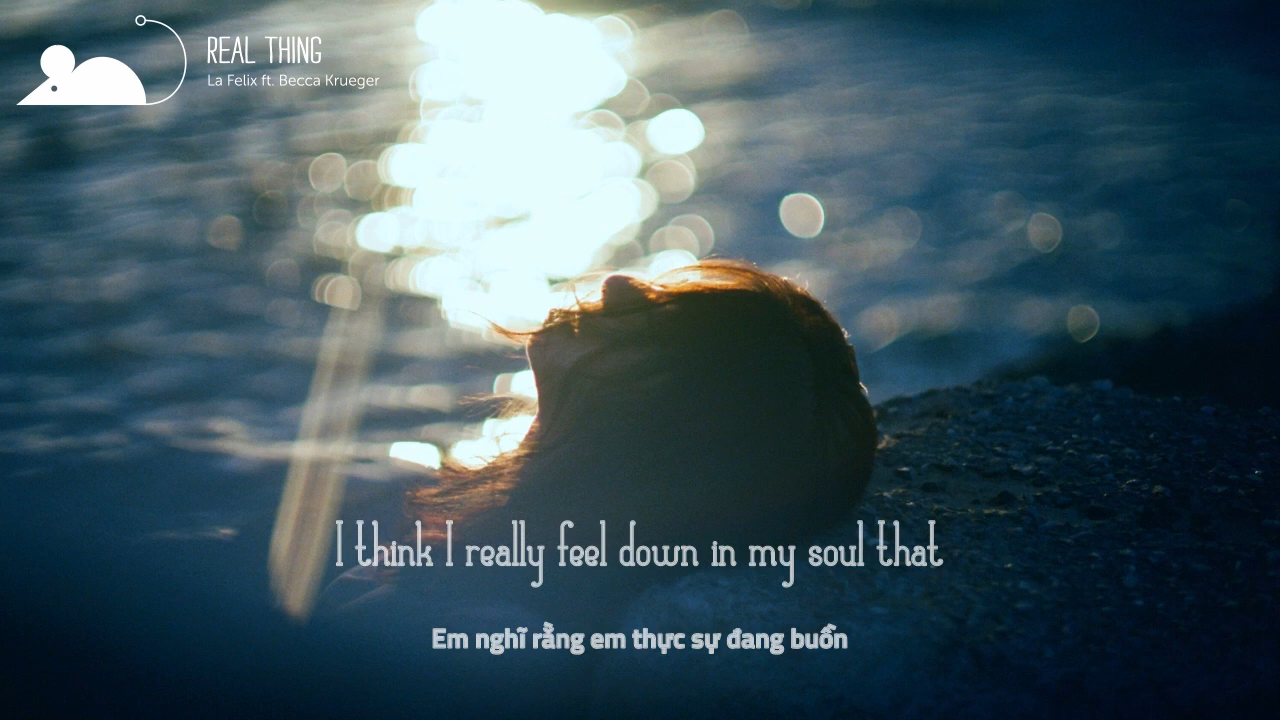 REAL THING
La Felix ft. Becca Krueger
I think I really feel down in my soul that
Em nghĩ rằng em thực sự đang buồn